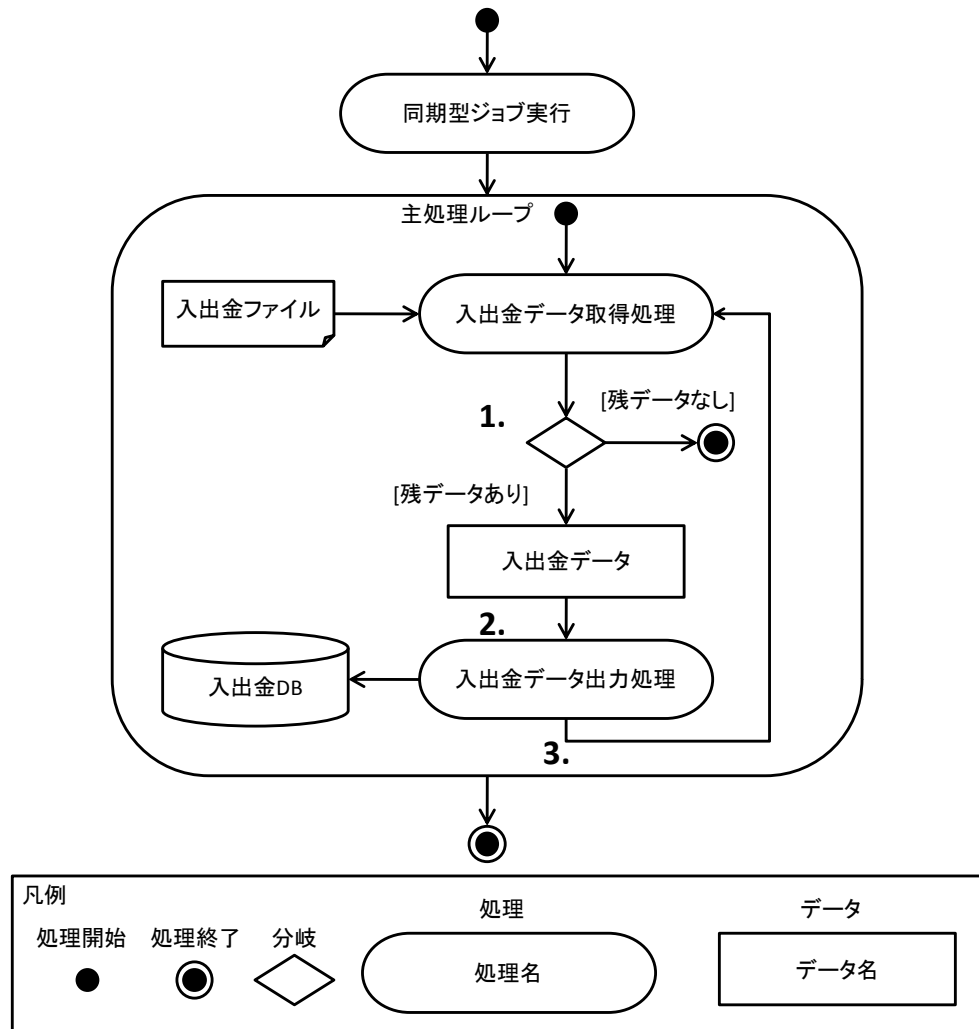 同期型ジョブ実行
主処理ループ
入出金ファイル
入出金データ取得処理
1.
[残データなし]
[残データあり]
入出金データ
2.
入出金DB
入出金データ出力処理
3.
凡例
処理開始
処理終了
分岐
処理
処理名
データ
データ名